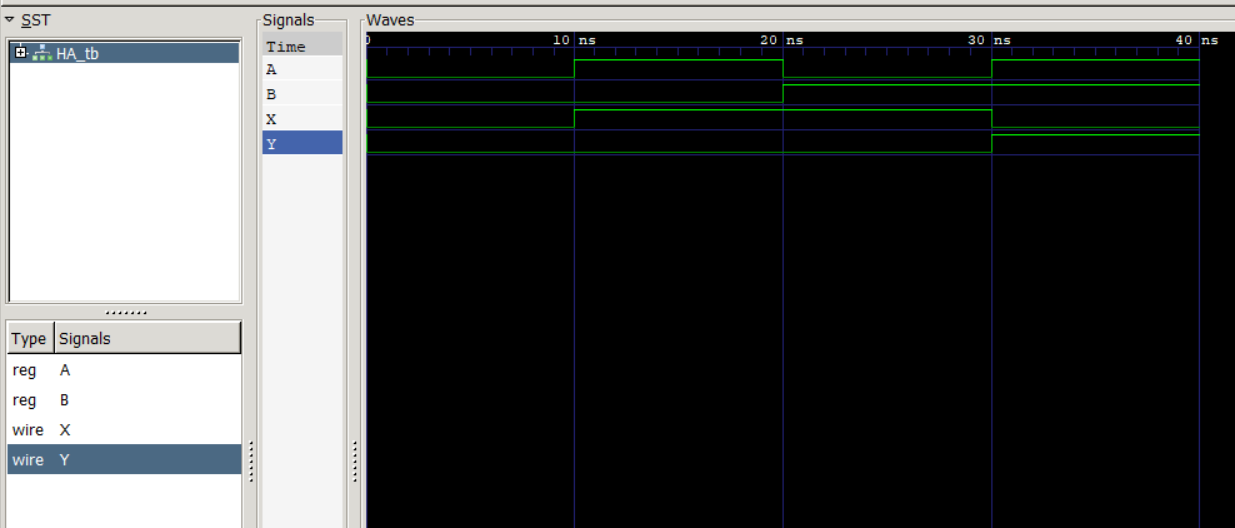 SST
HA_tb
Type Signals
reg A
reg B
wire X
wire Y
Signals
Time
A
B
X
Y
Waves
0 10 ns 20 ns 30 ns 40 ns